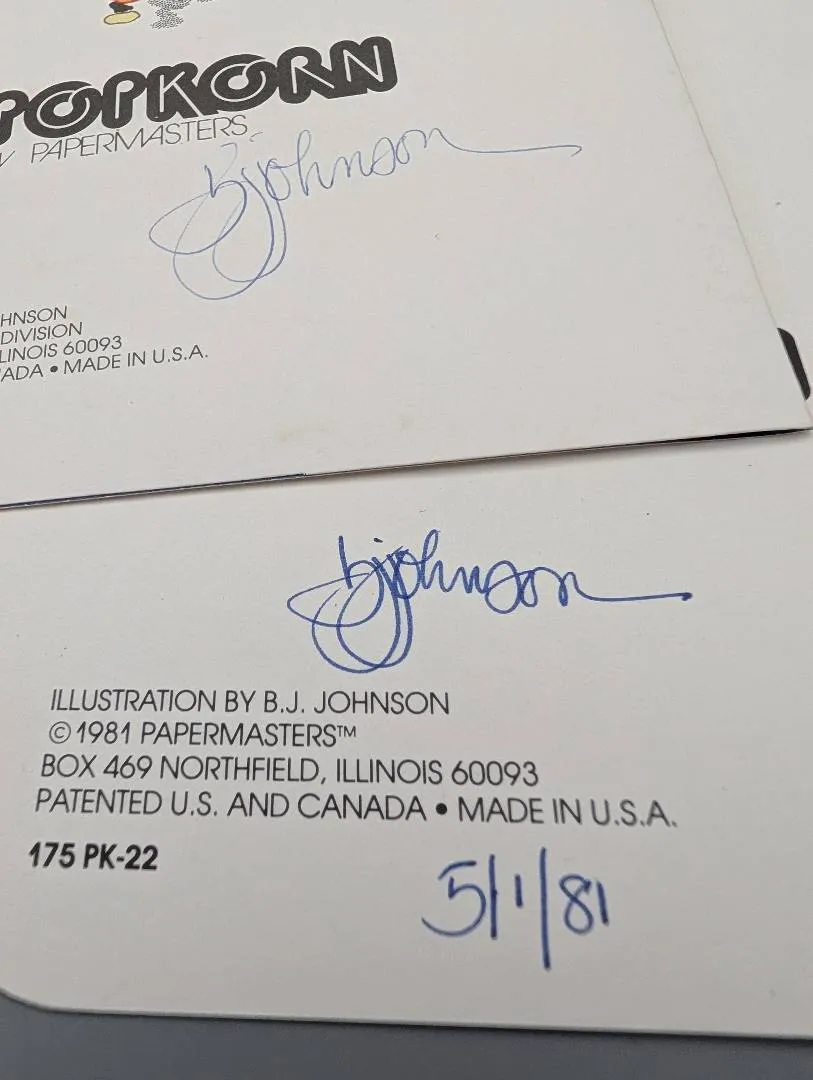 POPKORN
PAPERMASTERS
Bjohnson
HNSON
DIVISION
LINOIS 60093
ADA • MADE IN U.S.A.
bjjohnson
ILLUSTRATION BY B.J. JOHNSON
© 1981 PAPERMASTERS™
BOX 469 NORTHFIELD, ILLINOIS 60093
PATENTED U.S. AND CANADA • MADE IN U.S.A.
175 PK-22
5/1/81